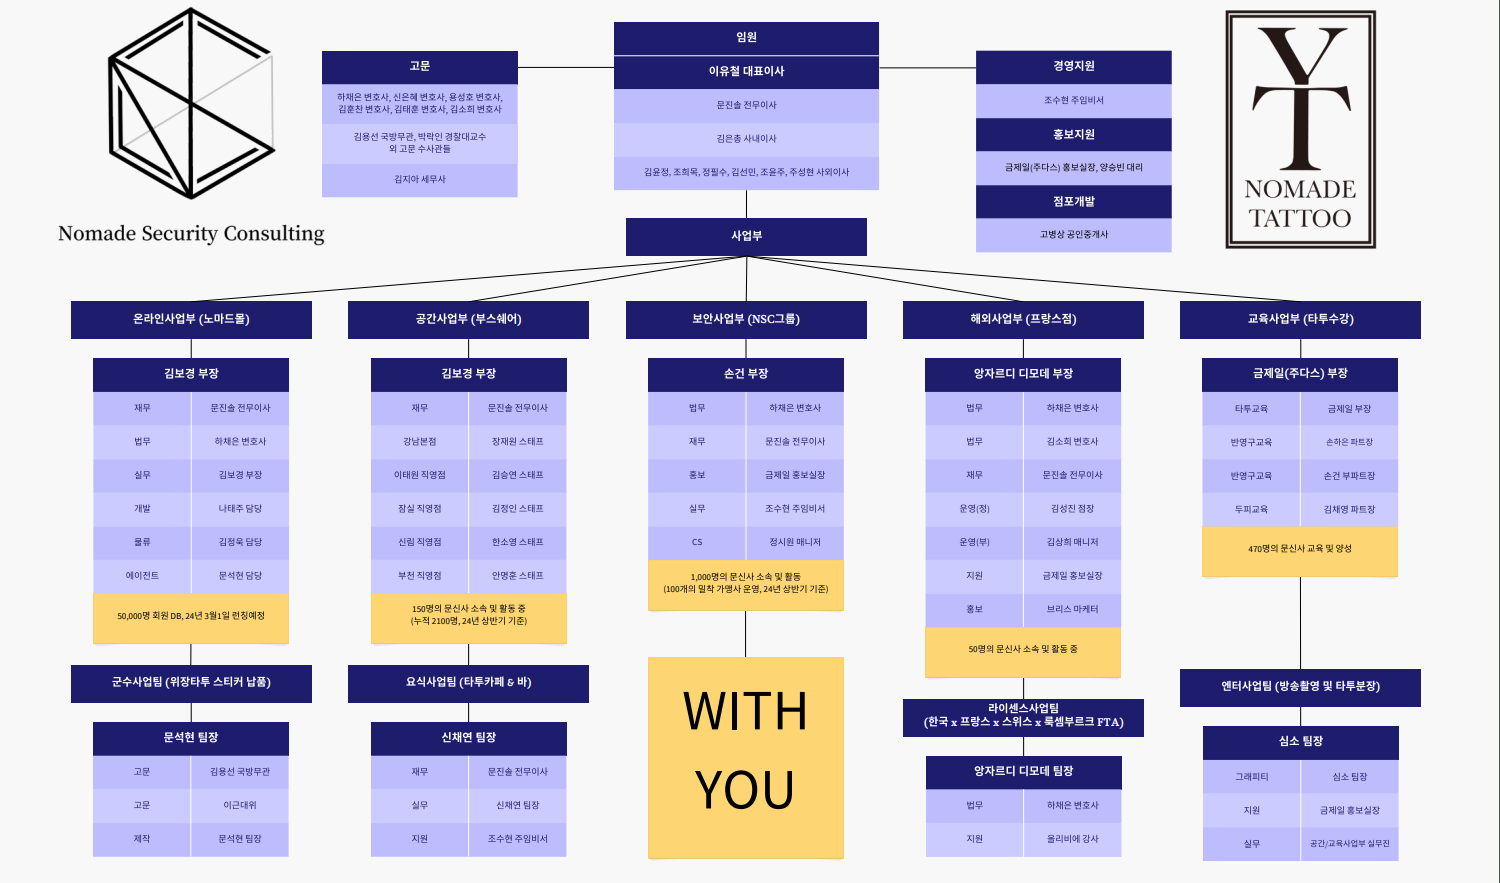 Nomade Security Consulting
고문
하채은 변호사, 신은혜 변호사, 용성호 변호사,
김훈찬 변호사, 김태훈 변호사, 김소희 변호사
김용선 국방무관, 박락인 경찰대교수
외 고문 수사관들
김지아 세무사
임원
이유철 대표이사
문진솔 전무이사
김은총 사내이사
김윤정, 조희목, 정필수, 김선민, 조윤주, 주성현 사외이사
경영지원
조수현 주임비서
홍보지원
금제일(주다스) 홍보실장, 양승빈 대리
점포개발
고병상 공인중개사
YT
NOMADE
TATTOO
사업부
온라인사업부 (노마드몰)
김보경 부장
재무 문진솔 전무이사
법무 하채은 변호사
실무 김보경 부장
개발 나태주 담당
물류 김정욱 담당
에이전트 문석현 담당
50,000명 회원 DB, 24년 3월1일 런칭예정
군수사업팀 (위장타투 스티커 납품)
문석현 팀장
고문 김용선 국방무관
고문 이근대위
제작 문석현 팀장
공간사업부 (부스쉐어)
김보경 부장
재무 문진솔 전무이사
강남본점 장재원 스태프
이태원 직영점 김승연 스태프
잠실 직영점 김정인 스태프
신림 직영점 한소영 스태프
부천 직영점 안명훈 스태프
150명의 문신사 소속 및 활동 중
(누적 2100명, 24년 상반기 기준)
요식사업팀 (타투카페 & 바)
신채연 팀장
재무 문진솔 전무이사
실무 신채연 팀장
지원 조수현 주임비서
보안사업부 (NSC그룹)
손건 부장
법무 하채은 변호사
재무 문진솔 전무이사
홍보 금제일 홍보실장
실무 조수현 주임비서
CS 정시원 매니저
1,000명의 문신사 소속 및 활동
(100개의 밀착 가맹사 운영, 24년 상반기 기준)
WITH
YOU
해외사업부 (프랑스점)
앙자르디 디모데 부장
법무 하채은 변호사
법무 김소희 변호사
재무 문진솔 전무이사
운영(정) 김성진 점장
운영(부) 김상희 매니저
지원 금제일 홍보실장
홍보 브리스 마케터
50명의 문신사 소속 및 활동 중
라이센스사업팀
(한국 x 프랑스 x 스위스 x 룩셈부르크 FTA)
앙자르디 디모데 팀장
법무 하채은 변호사
지원 올리비에 강사
교육사업부 (타투수강)
금제일(주다스) 부장
타투교육 금제일 부장
반영구교육 손하은 파트장
반영구교육 손건 부파트장
두피교육 김채영 파트장
470명의 문신사 교육 및 양성
엔터사업팀 (방송촬영 및 타투분장)
심소 팀장
그래피티 심소 팀장
지원 금제일 홍보실장
실무 공간/교육사업부 실무진